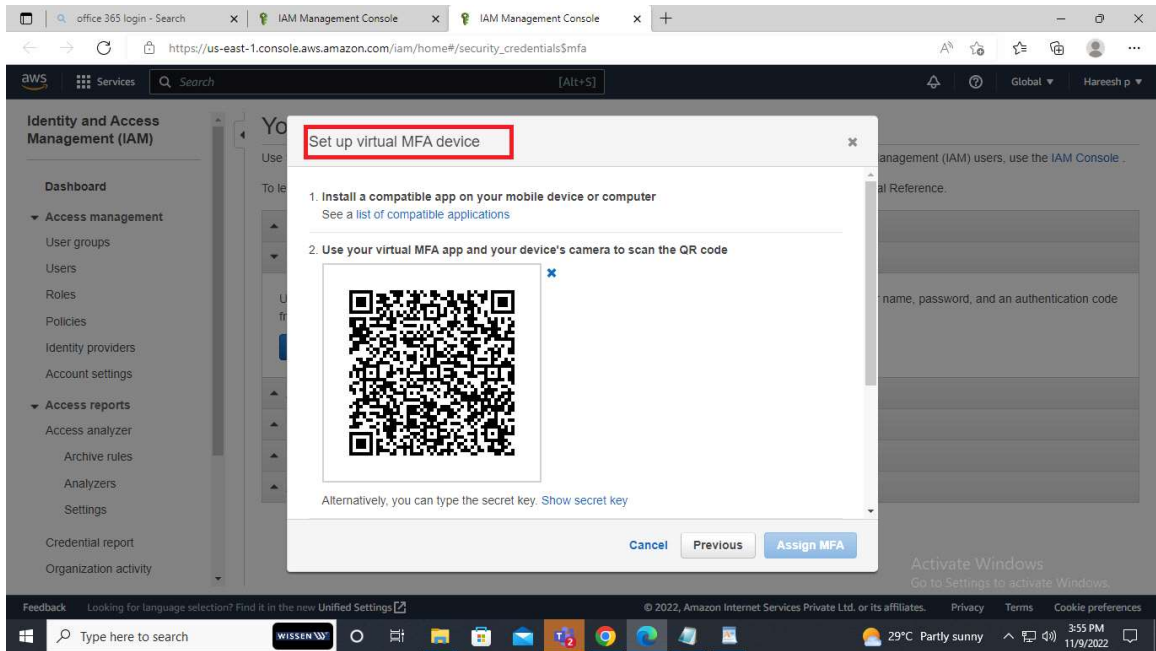 office 365 login - Search
IAM Management Console
IAM Management Console
https://us-east-1.console.aws.amazon.com/iam/home#/security_credentials$mfa
aws
Services
Search
[Alt+S]
Global
Hareesh p
Identity and Access
Management (IAM)
Dashboard
Access management
User groups
Users
Roles
Policies
Identity providers
Account settings
Access reports
Access analyzer
Archive rules
Analyzers
Settings
Credential report
Organization activity
Yo
Use
anagement (IAM) users, use the IAM Console .
To le
al Reference.
U
name, password, and an authentication code
fr
Set up virtual MFA device
1. Install a compatible app on your mobile device or computer
See a list of compatible applications
2. Use your virtual MFA app and your device's camera to scan the QR code
Alternatively, you can type the secret key. Show secret key
Cancel
Previous
Assign MFA
Activate Windows
Go to Settings to activate Windows.
Feedback
Looking for language selection? Find it in the new Unified Settings
© 2022, Amazon Internet Services Private Ltd. or its affiliates.
Privacy
Terms
Cookie preferences
Type here to search
WISSEN
2
29°C Partly sunny
3:55 PM
11/9/2022